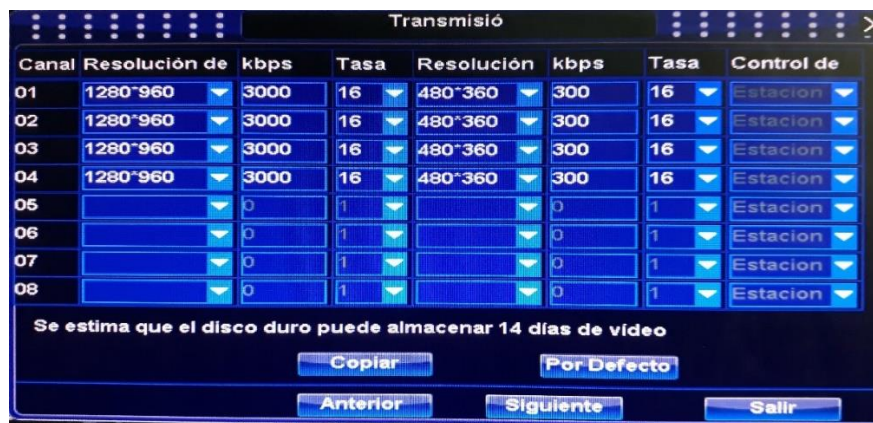 Transmisió
Canal Resolución de kbps Tasa Resolución kbps Tasa Control de
01 1280*960 3000 16 480*360 300 16 Estacion
02 1280*960 3000 16 480*360 300 16 Estacion
03 1280*960 3000 16 480*360 300 16 Estacion
04 1280*960 3000 16 480*360 300 16 Estacion
05 0 1 0 1 Estacion
06 0 1 0 1 Estacion
07 0 1 0 1 Estacion
08 0 1 0 1 Estacion
Se estima que el disco duro puede almacenar 14 días de vídeo
Copiar Por Defecto
Anterior Siguiente Salir